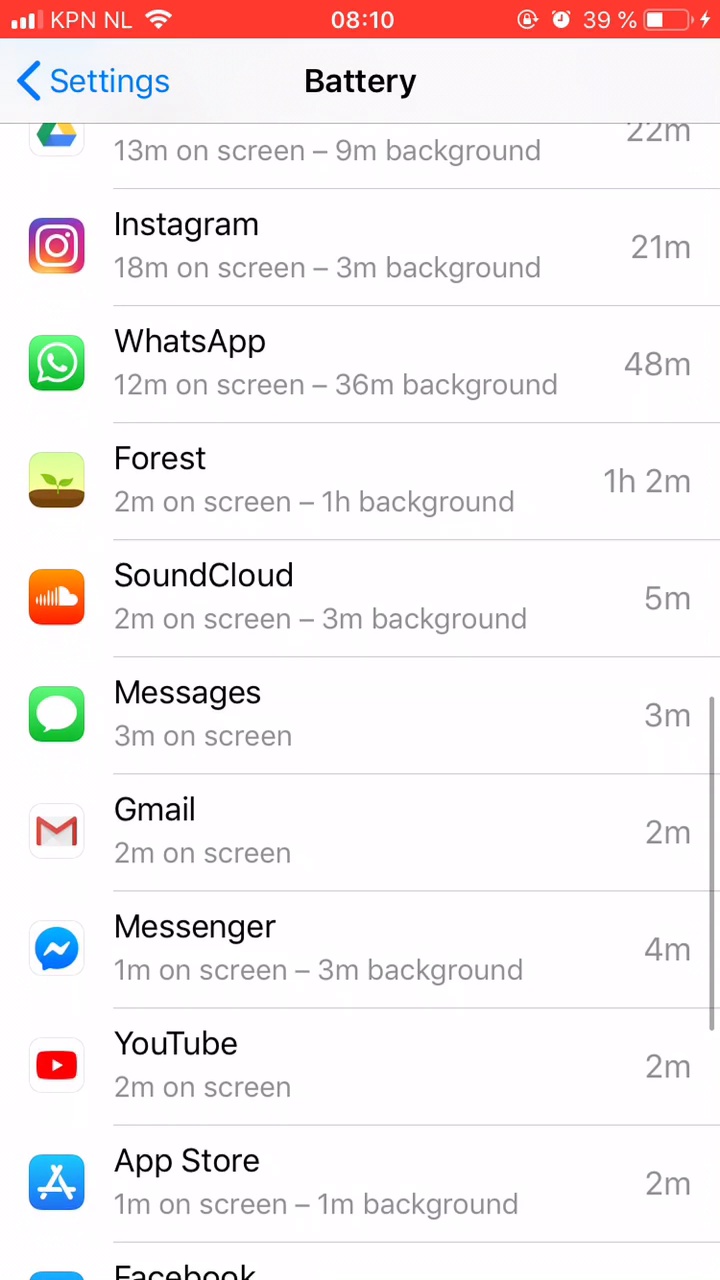 KPN NL 08:10 39 %
Settings Battery
22m
13m on screen – 9m background
Instagram
21m
18m on screen – 3m background
WhatsApp
48m
12m on screen – 36m background
Forest
1h 2m
2m on screen – 1h background
SoundCloud
5m
2m on screen – 3m background
Messages
3m
3m on screen
Gmail
2m
2m on screen
Messenger
4m
1m on screen – 3m background
YouTube
2m
2m on screen
App Store
2m
1m on screen – 1m background
Facebook